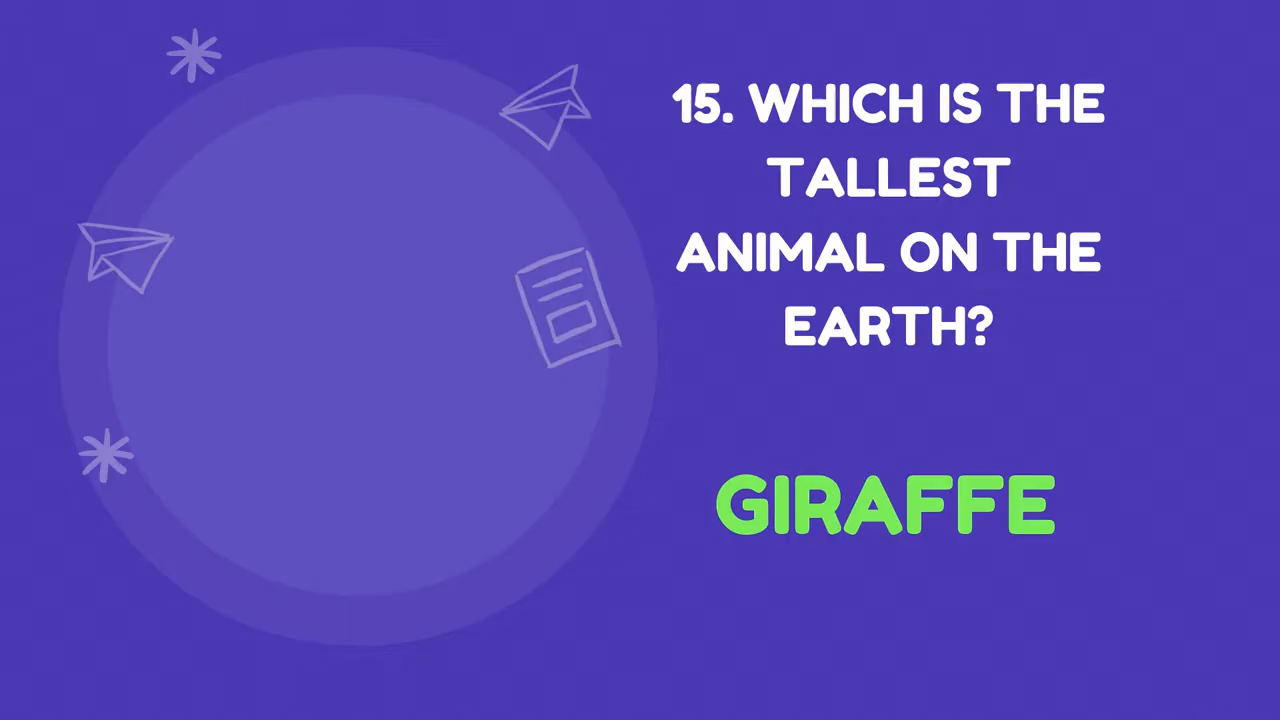 15. WHICH IS THE
TALLEST
ANIMAL ON THE
EARTH?
GIRAFFE